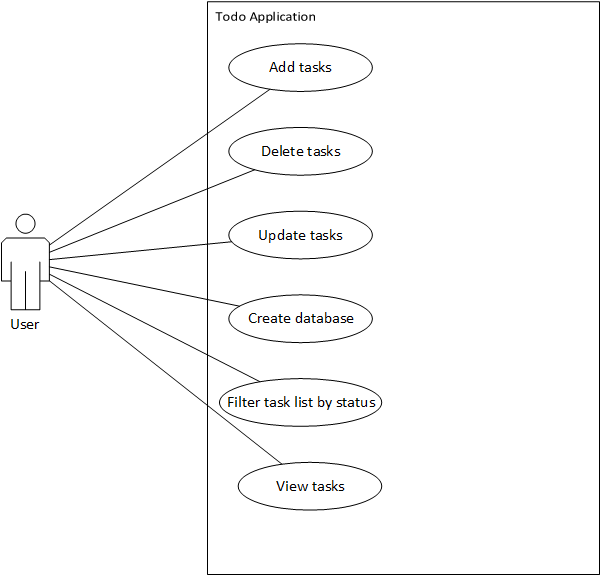 Todo Application
Add tasks
Delete tasks
Update tasks
Create database
User
Filter task list by status
View tasks